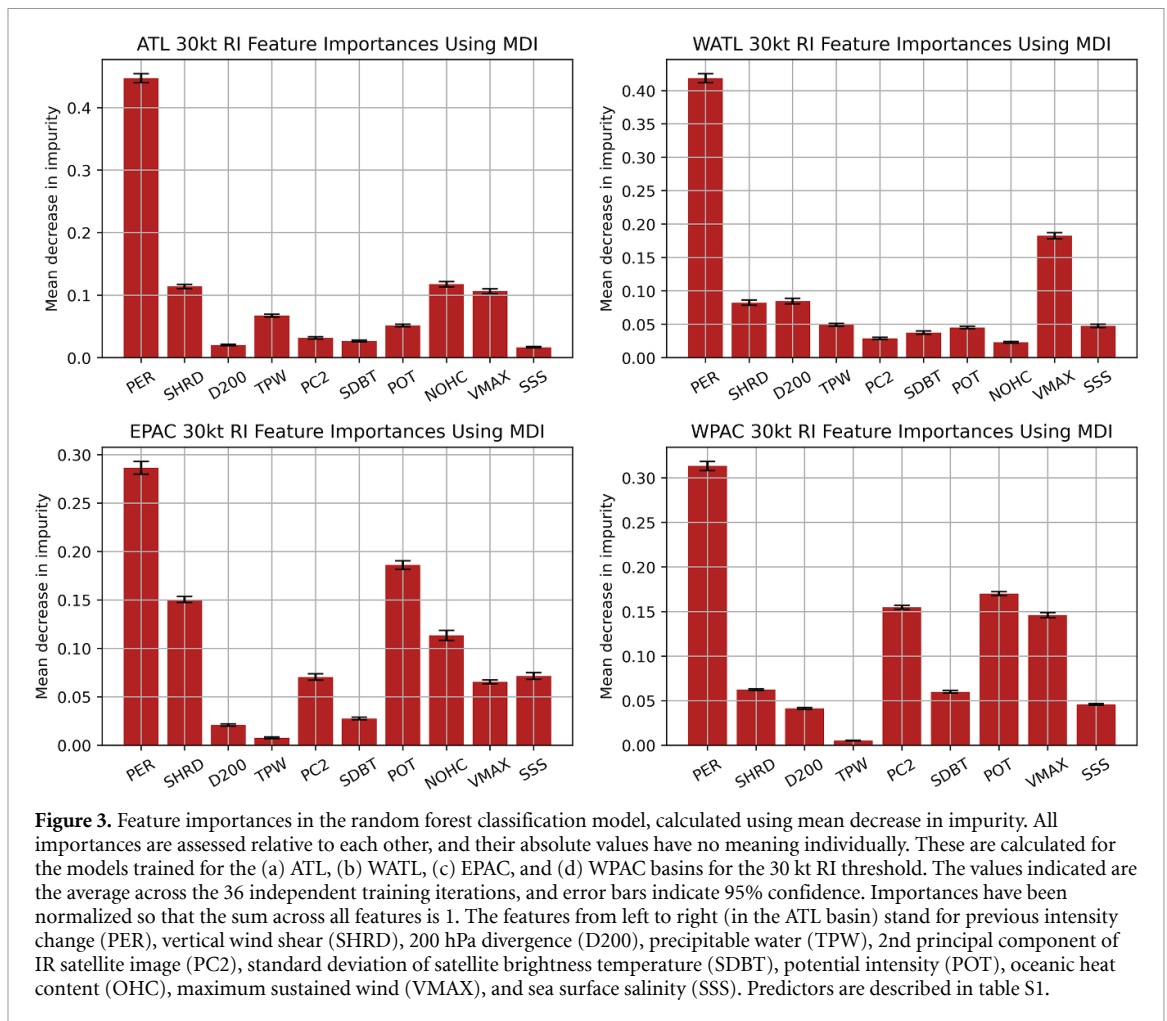 ATL 30kt RI Feature Importances Using MDI
Mean decrease in impurity
0.4
0.3
0.2
0.1
0.0
PER SHRD D200 TPW PC2 SDBT POT NOHC VMAX SSS
WATL 30kt RI Feature Importances Using MDI
Mean decrease in impurity
0.40
0.35
0.30
0.25
0.20
0.15
0.10
0.05
0.00
PER SHRD D200 TPW PC2 SDBT POT NOHC VMAX SSS
EPAC 30kt RI Feature Importances Using MDI
Mean decrease in impurity
0.30
0.25
0.20
0.15
0.10
0.05
0.00
PER SHRD D200 TPW PC2 SDBT POT NOHC VMAX SSS
WPAC 30kt RI Feature Importances Using MDI
Mean decrease in impurity
0.30
0.25
0.20
0.15
0.10
0.05
0.00
PER SHRD D200 TPW PC2 SDBT POT VMAX SSS
Figure 3. Feature importances in the random forest classification model, calculated using mean decrease in impurity. All
importances are assessed relative to each other, and their absolute values have no meaning individually. These are calculated for
the models trained for the (a) ATL, (b) WATL, (c) EPAC, and (d) WPAC basins for the 30 kt RI threshold. The values indicated are
the average across the 36 independent training iterations, and error bars indicate 95% confidence. Importances have been
normalized so that the sum across all features is 1. The features from left to right (in the ATL basin) stand for previous intensity
change (PER), vertical wind shear (SHRD), 200 hPa divergence (D200), precipitable water (TPW), 2nd principal component of
IR satellite image (PC2), standard deviation of satellite brightness temperature (SDBT), potential intensity (POT), oceanic heat
content (OHC), maximum sustained wind (VMAX), and sea surface salinity (SSS). Predictors are described in table S1.